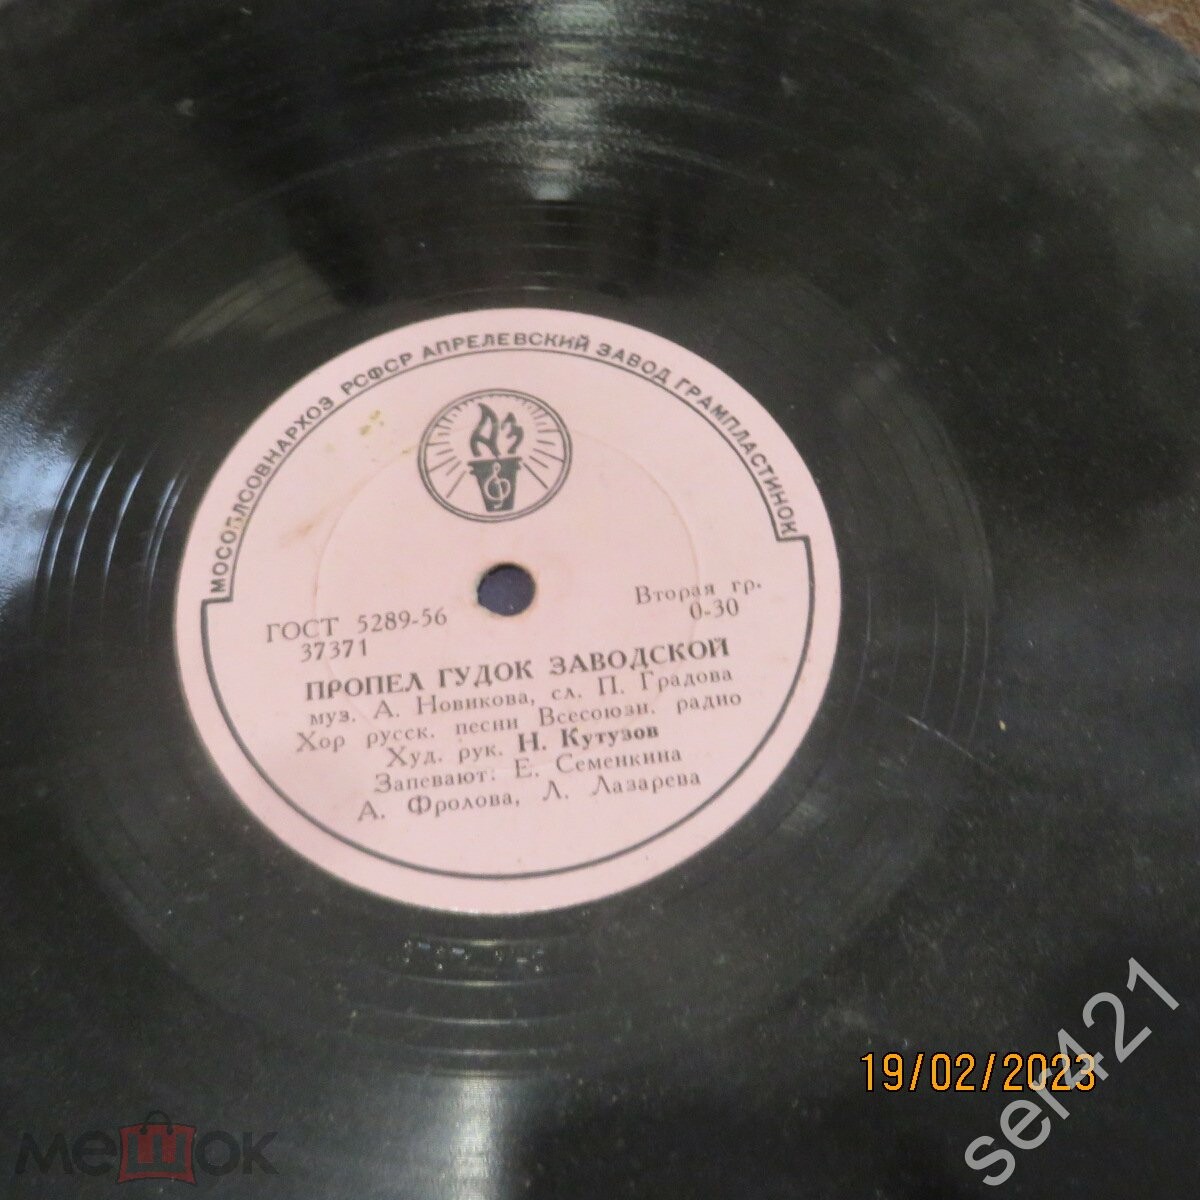 МОСОБЛСОВНАРХОЗ РСФСР АПРЕЛЕВСКИЙ ЗАВОД ГРАМПЛАСТИНОК
АЗ
ГОСТ 5289-56
37371
Вторая гр.
0-30
ПРОПЕЛ ГУДОК ЗАВОДСКОЙ
муз. А. Новикова, сл. П. Градова
Хор русск. песни Всесоюзн. радио
Худ. рук. Н. Кутузов
Запевают: Е. Семенкина
А. Фролова, Л. Лазарева
19/02/2023
ser421
мешок